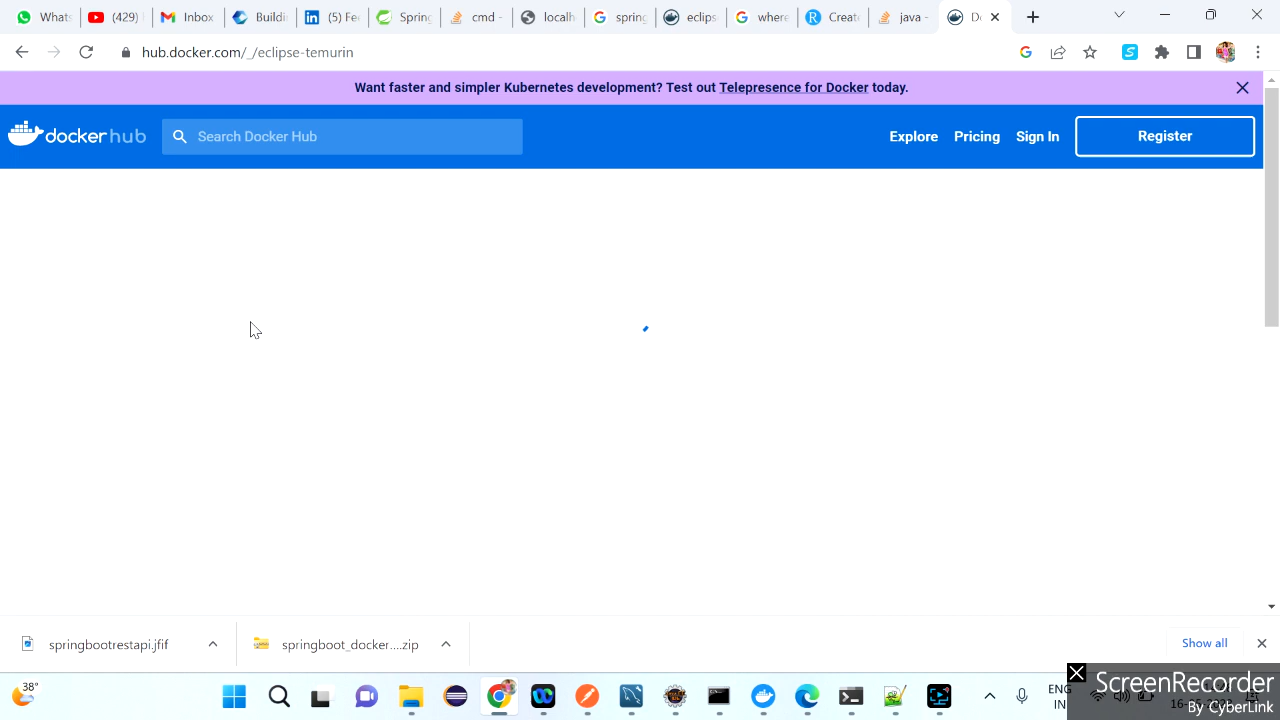 Whats
(429)
Inbox
Buildi
(5) Fe
Spring
cmd -
localh
spring
eclips
where
Create
java -
Do
hub.docker.com/_/eclipse-temurin
Want faster and simpler Kubernetes development? Test out Telepresence for Docker today.
docker hub
Search Docker Hub
Explore
Pricing
Sign In
Register
springbootrestapi.jfif
springboot_docker....zip
Show all
38°
ENG
IN
ScreenRecorder
By CyberLink